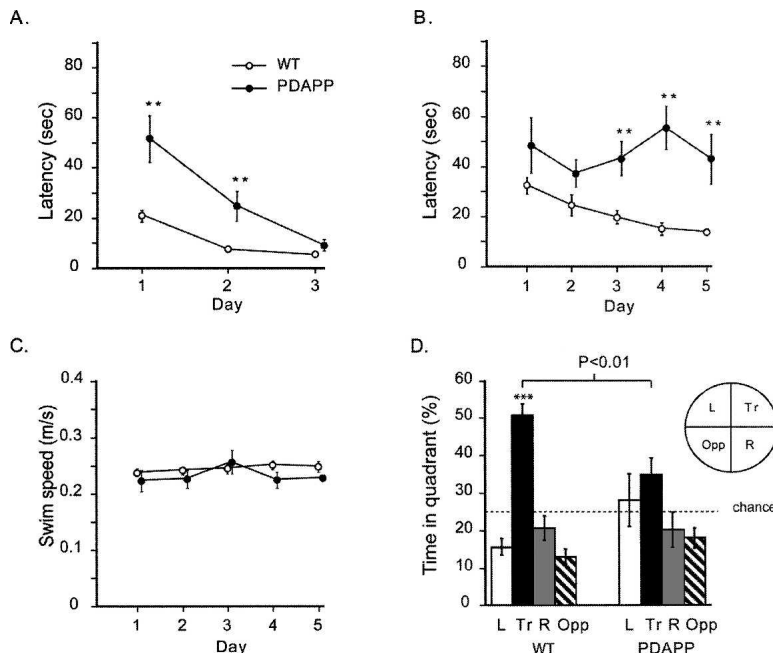 A.
Latency (sec)
80
60
40
20
0
WT
PDAPP
**
**
1 2 3
Day
B.
Latency (sec)
80
60
40
20
0
**
**
**
1 2 3 4 5
Day
C.
Swim speed (m/s)
0.4
0.3
0.2
0.1
0
1 2 3 4 5
Day
D.
P<0.01
Time in quadrant (%)
60
50
40
30
20
10
0
***
L Tr
Opp R
chance
L Tr R Opp L Tr R Opp
WT PDAPP